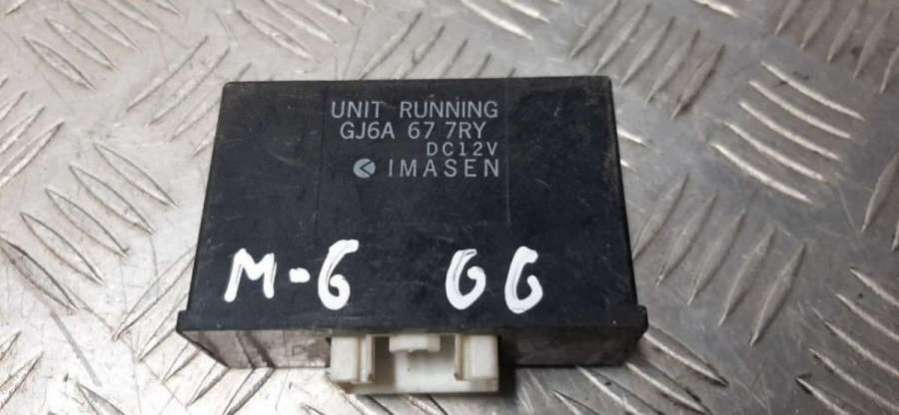 UNIT RUNNING
GJ6A 67 7RY
DC12V
IMASEN
M-6 GG